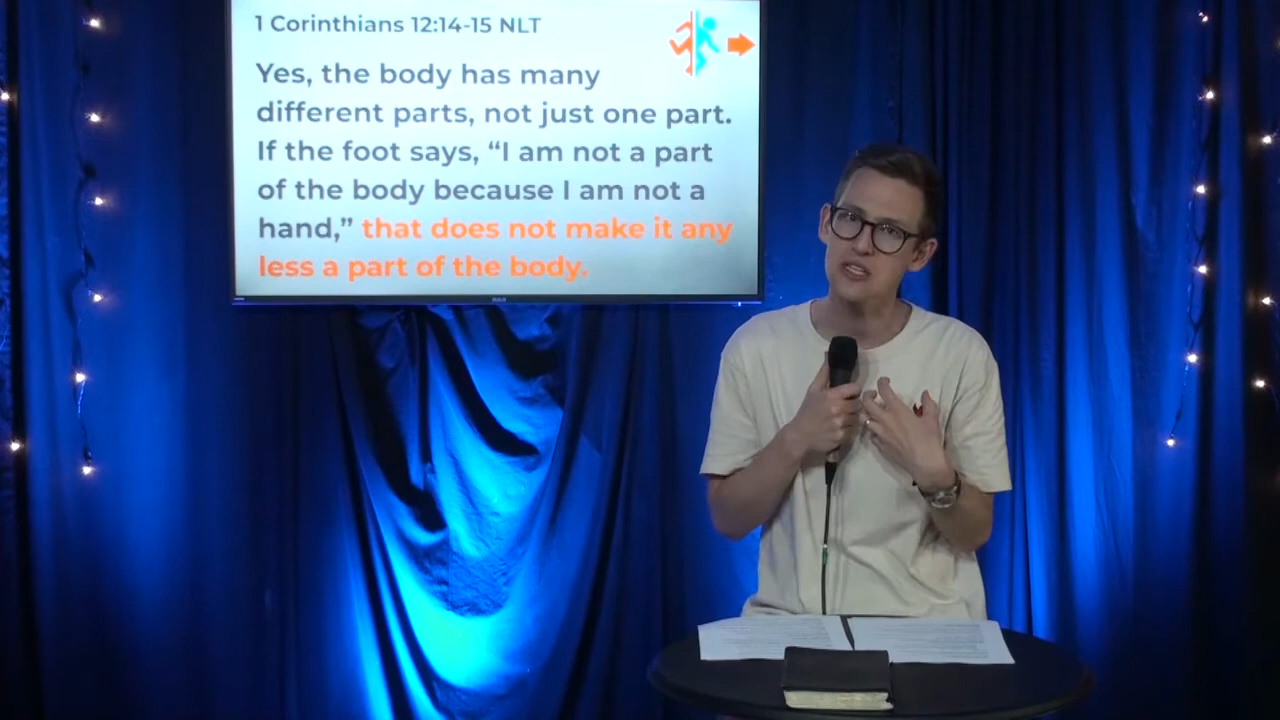 1 Corinthians 12:14-15 NLT
Yes, the body has many
different parts, not just one part.
If the foot says, “I am not a part
of the body because I am not a
hand,” that does not make it any
less a part of the body.
RCA